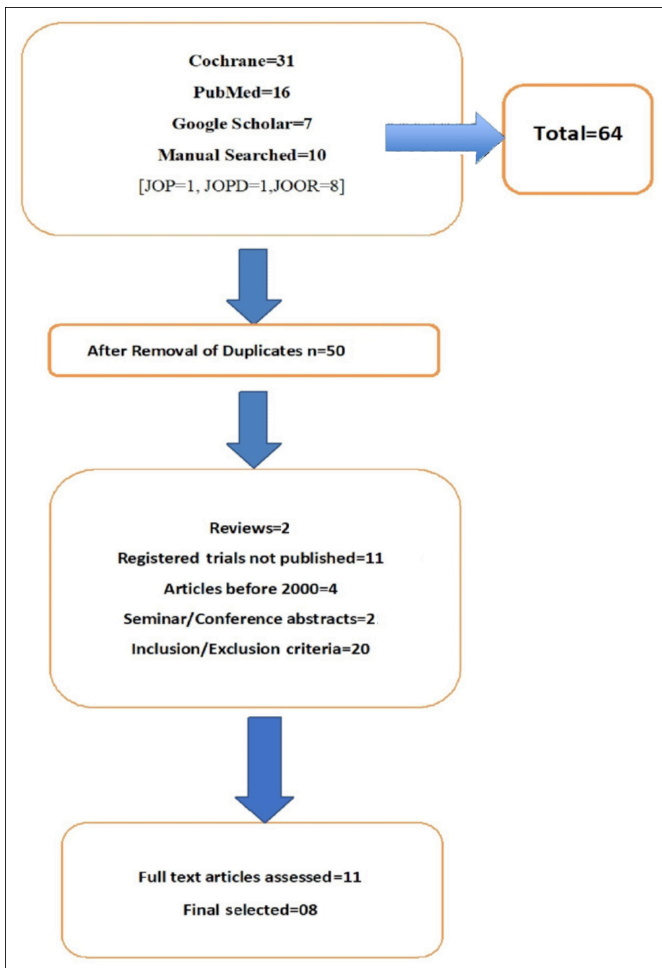 Cochrane=31
PubMed=16
Google Scholar=7
Manual Searched=10
[JOP=1, JOPD=1,JOOR=8]
Total=64
After Removal of Duplicates n=50
Reviews=2
Registered trials not published=11
Articles before 2000=4
Seminar/Conference abstracts=2
Inclusion/Exclusion criteria=20
Full text articles assessed=11
Final selected=08